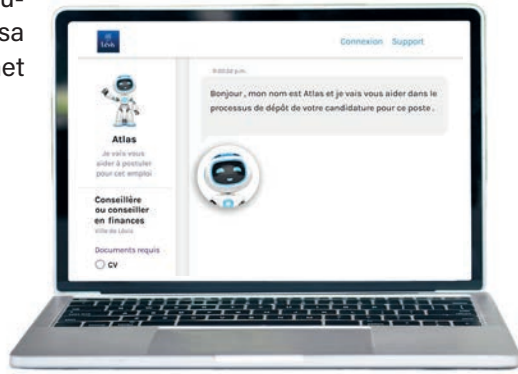 u-
sa
net
Lévis
Connexion Support
Bonjour, mon nom est Atlas et je vais vous aider dans le
processus de dépôt de votre candidature pour ce poste.
Atlas
Je vais vous
aider à postuler
pour cet emploi
Conseillère
ou conseiller
en finances
Ville de Lévis
Documents requis
CV